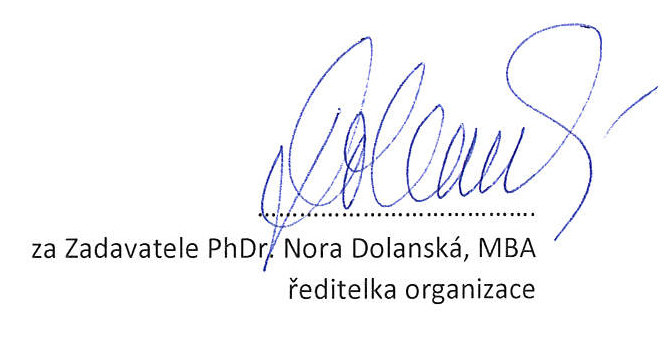 za Zadavatele PhDr. Nora Dolanská, MBA
ředitelka organizace